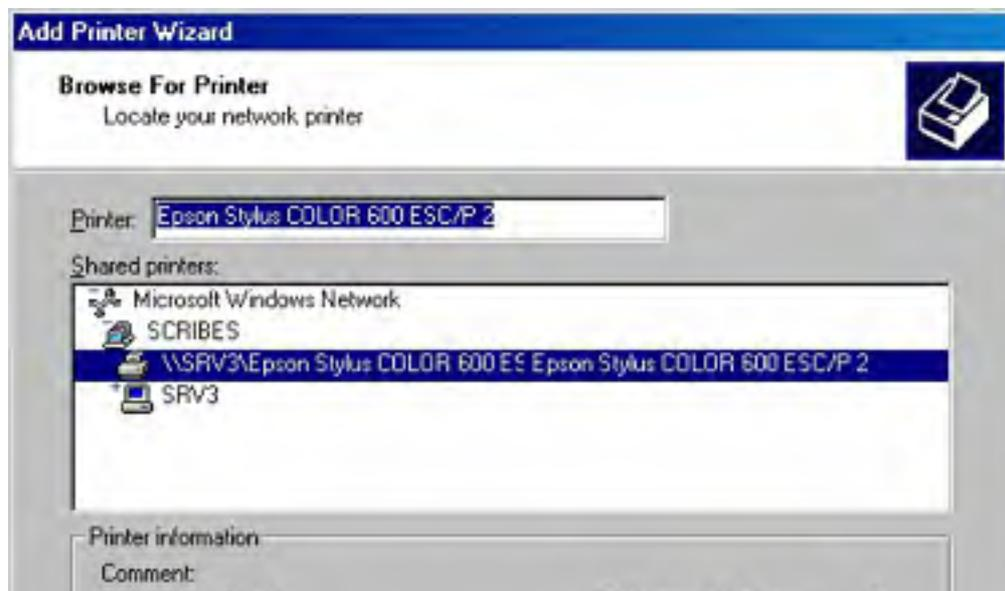 Add Printer Wizard
Browse For Printer
Locate your network printer
Printer: Epson Stylus COLOR 600 ESC/P 2
Shared printers:
Microsoft Windows Network
SCRIBES
\\SRV3\Epson Stylus COLOR 600 ES Epson Stylus COLOR 600 ESC/P 2
SRV3
Printer information
Comment: